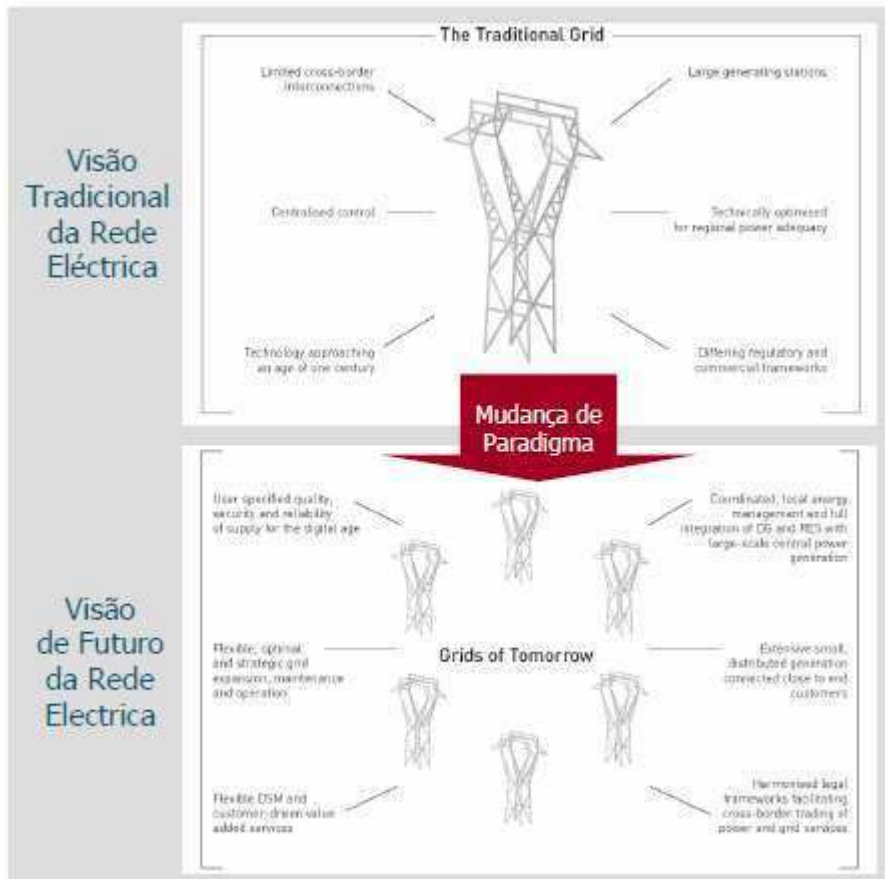 Visão
Tradicional
da Rede
Eléctrica
The Traditional Grid
Limited cross-border
interconnections
Large generating stations
Centralised control
Technically optimised
for regional power adequacy
Technology approaching
an age of one century
Differing regulatory and
commercial frameworks
Mudança de
Paradigma
Visão
de Futuro
da Rede
Electrica
User specified quality,
security and reliability
of supply for the digital age
Coordinated, local energy
management and full
integration of DG and RES with
large-scale central power
generation
Flexible, optimal
and strategic grid
expansion, maintenance
and operation
Grids of Tomorrow
Extensive small,
distributed generation
connected close to end
customers
Flexible DSM and
customer-driven value
added services
Harmonised legal
frameworks facilitating
cross-border trading of
power and grid services